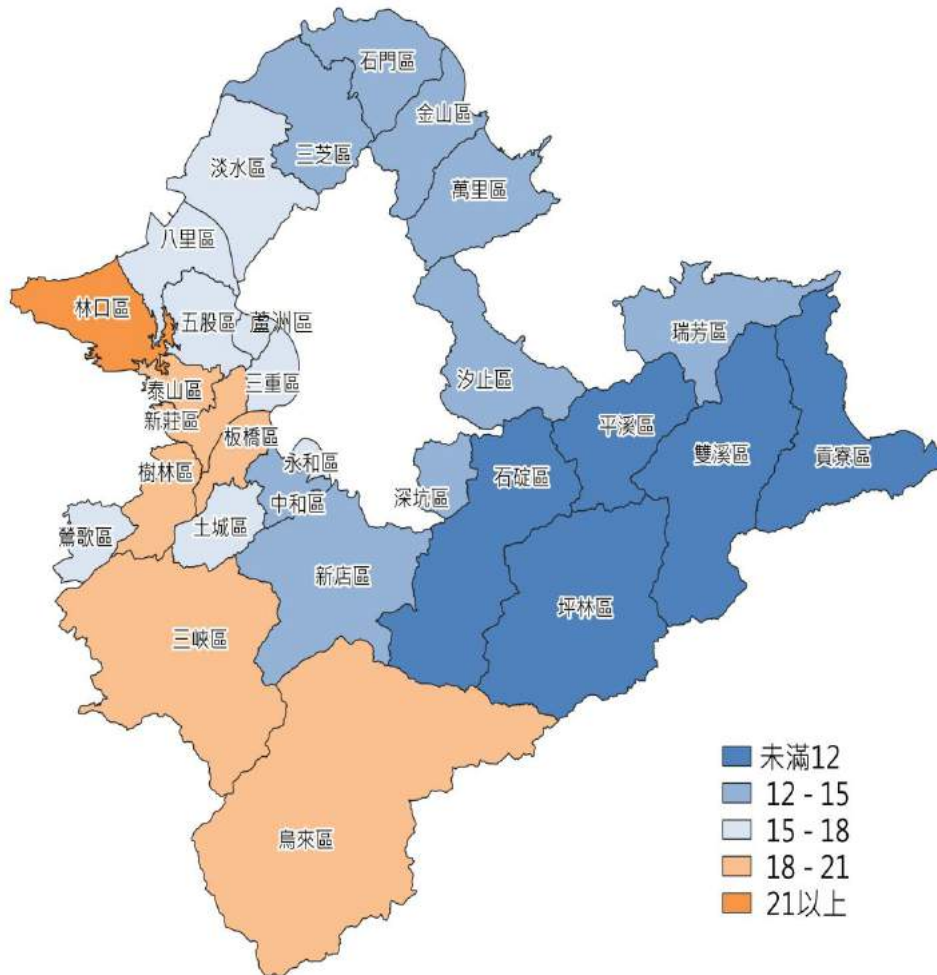 石門區
金山區
三芝區
淡水區
萬里區
八里區
林口區
五股區
蘆洲區
瑞芳區
汐止區
三重區
泰山區
新莊區
板橋區
平溪區
雙溪區
貢寮區
永和區
樹林區
石碇區
深坑區
中和區
土城區
鶯歌區
新店區
坪林區
三峽區
烏來區
未滿12
12 - 15
15 - 18
18 - 21
21以上